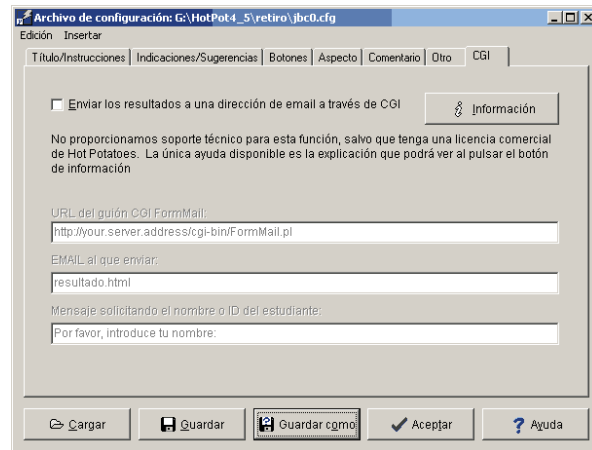 Archivo de configuración: G:\HotPot4_5\retiro\jbc0.cfg
Edición Insertar
Título/Instrucciones Indicaciones/Sugerencias Botones Aspecto Comentario Otro CGI
Enviar los resultados a una dirección de email a través de CGI
Información
No proporcionamos soporte técnico para esta función, salvo que tenga una licencia comercial
de Hot Potatoes. La única ayuda disponible es la explicación que podrá ver al pulsar el botón
de información
URL del guión CGI FormMail:
http://your.server.address/cgi-bin/FormMail.pl
EMAIL al que enviar:
resultado.html
Mensaje solicitando el nombre o ID del estudiante:
Por favor, introduce tu nombre:
Cargar Guardar Guardar como Aceptar Ayuda